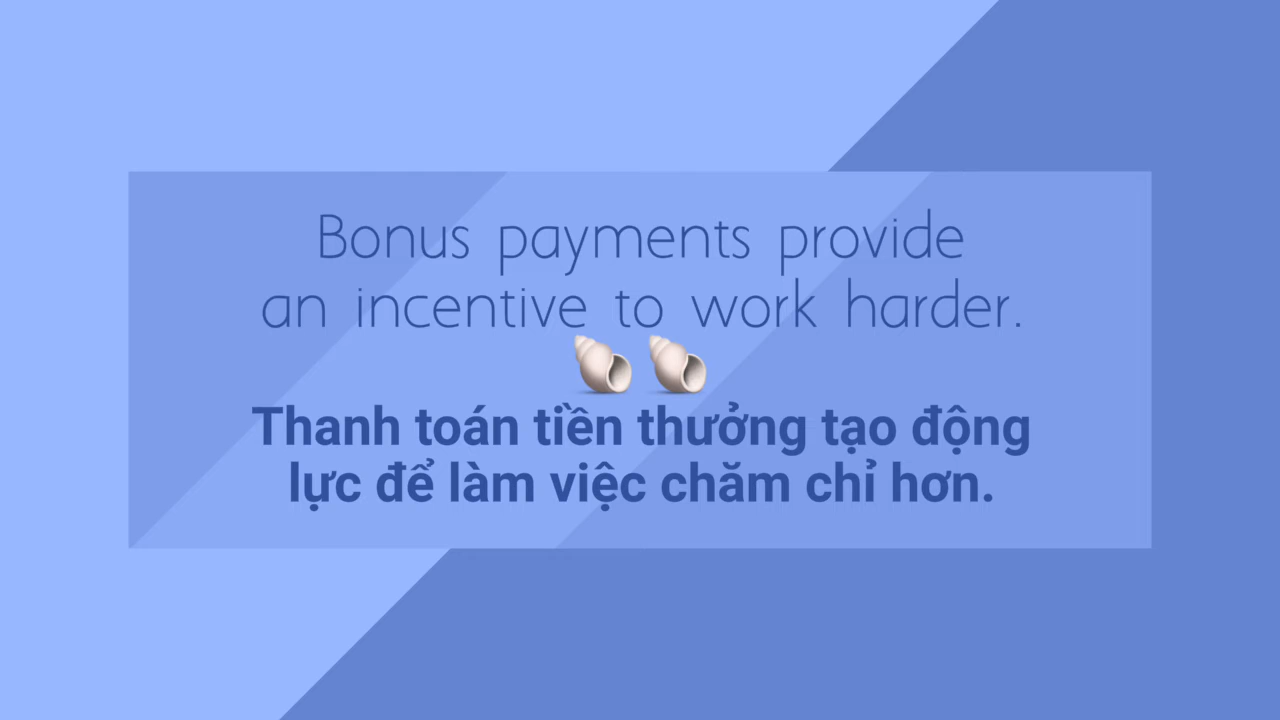 Bonus payments provide
an incentive to work harder.
Thanh toán tiền thưởng tạo động
lực để làm việc chăm chỉ hơn.